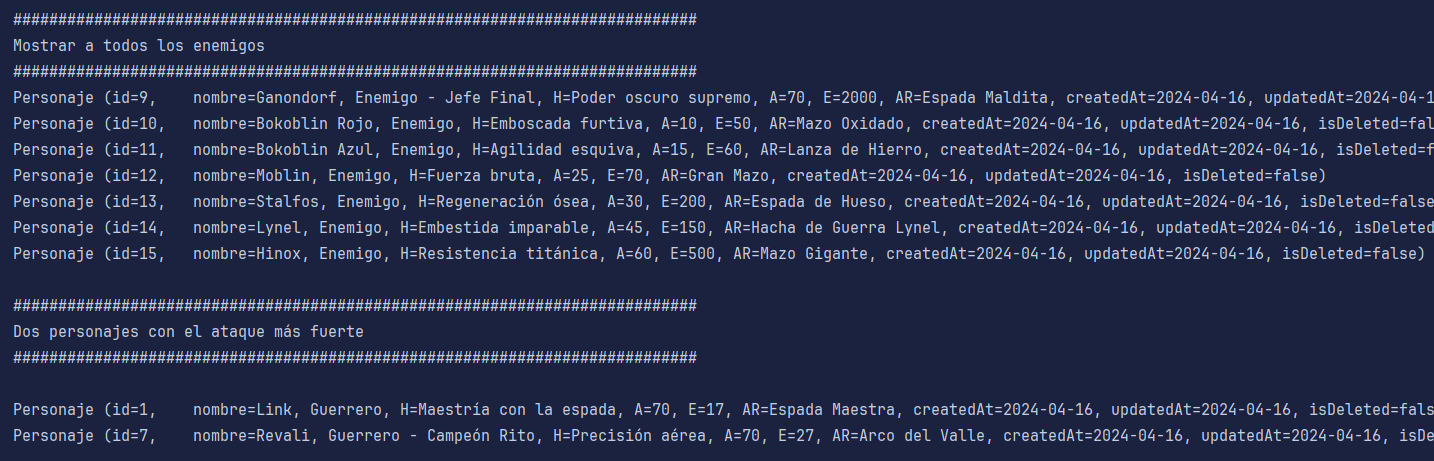 ############################################################################
Mostrar a todos los enemigos
############################################################################
Personaje (id=9,    nombre=Ganondorf, Enemigo - Jefe Final, H=Poder oscuro supremo, A=70, E=2000, AR=Espada Maldita, createdAt=2024-04-16, updatedAt=2024-04-1
Personaje (id=10,   nombre=Bokoblin Rojo, Enemigo, H=Emboscada furtiva, A=10, E=50, AR=Mazo Oxidado, createdAt=2024-04-16, updatedAt=2024-04-16, isDeleted=fal
Personaje (id=11,   nombre=Bokoblin Azul, Enemigo, H=Agilidad esquiva, A=15, E=60, AR=Lanza de Hierro, createdAt=2024-04-16, updatedAt=2024-04-16, isDeleted=f
Personaje (id=12,   nombre=Moblin, Enemigo, H=Fuerza bruta, A=25, E=70, AR=Gran Mazo, createdAt=2024-04-16, updatedAt=2024-04-16, isDeleted=false)
Personaje (id=13,   nombre=Stalfos, Enemigo, H=Regeneración ósea, A=30, E=200, AR=Espada de Hueso, createdAt=2024-04-16, updatedAt=2024-04-16, isDeleted=false
Personaje (id=14,   nombre=Lynel, Enemigo, H=Embestida imparable, A=45, E=150, AR=Hacha de Guerra Lynel, createdAt=2024-04-16, updatedAt=2024-04-16, isDeleted
Personaje (id=15,   nombre=Hinox, Enemigo, H=Resistencia titánica, A=60, E=500, AR=Mazo Gigante, createdAt=2024-04-16, updatedAt=2024-04-16, isDeleted=false)
############################################################################
Dos personajes con el ataque más fuerte
############################################################################
Personaje (id=1,    nombre=Link, Guerrero, H=Maestría con la espada, A=70, E=17, AR=Espada Maestra, createdAt=2024-04-16, updatedAt=2024-04-16, isDeleted=fals
Personaje (id=7,    nombre=Revali, Guerrero - Campeón Rito, H=Precisión aérea, A=70, E=27, AR=Arco del Valle, createdAt=2024-04-16, updatedAt=2024-04-16, isDe